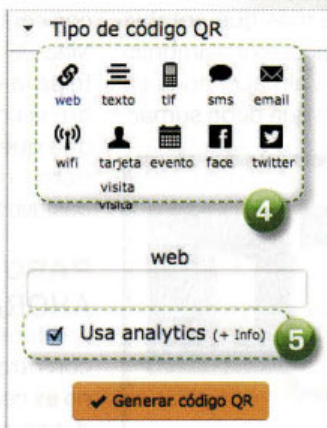 Tipo de código QR
web texto tlf sms email
wifi tarjeta evento face twitter
visita
visita
4
web
Usa analytics (+ Info) 5
Generar código QR